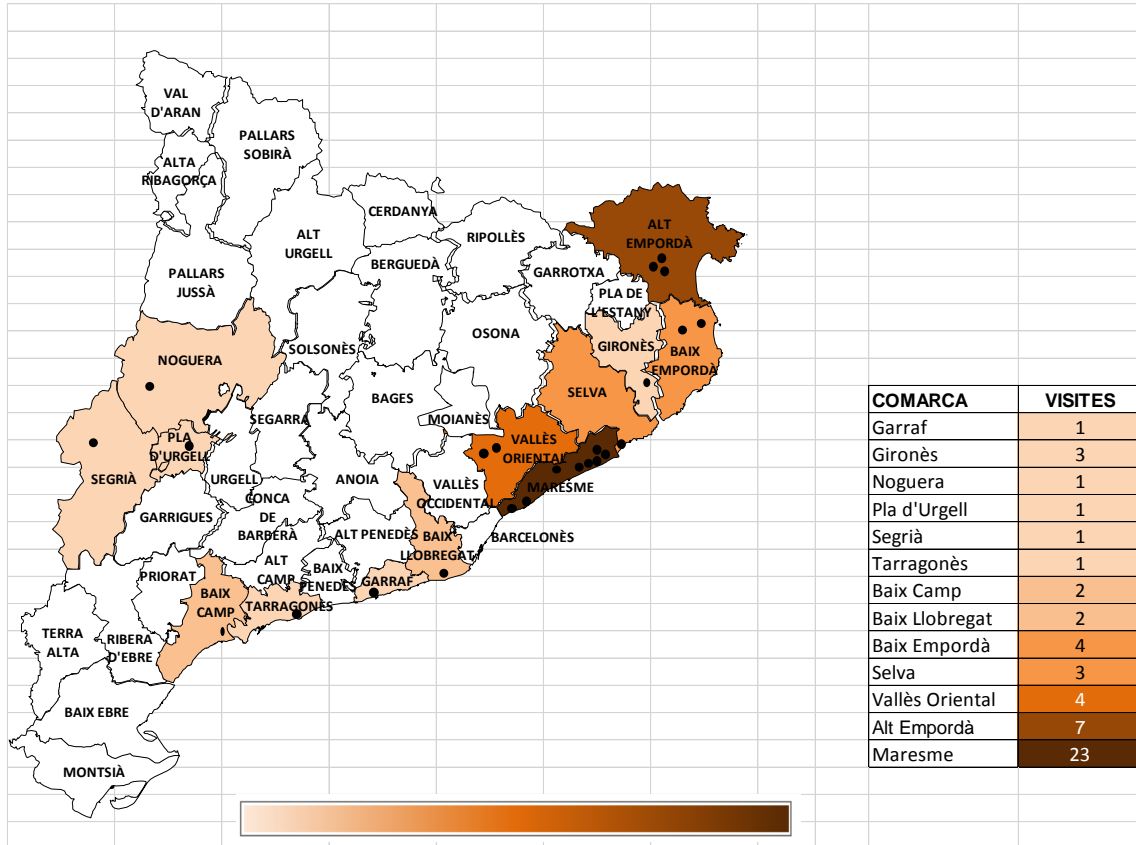 VAL
D'ARAN
PALLARS
SOBIRÀ
ALTA
RIBAGORÇA
CERDANYA
ALT
URGELL
RIPOLLÈS
ALT
EMPORDÀ
BERGUEDÀ
GARROTXA
PALLARS
JUSSÀ
PLA DE
L'ESTANY
OSONA
SOLSONÈS
GIRONÈS
BAIX
EMPORDÀ
NOGUERA
SELVA
BAGES
SEGARRA
MOIANÈS
PLA
D'URGELL
VALLÈS
ORIENTAL
SEGRIÀ
URGELL
ANOIA
VALLÈS
OCCIDENTAL
MARESME
CONCA
DE
BARBERÀ
GARRIGUES
ALT PENEDÈS
BAIX
LLOBREGAT
BARCELONÈS
ALT
CAMP
BAIX
PENEDÈS
GARRAF
PRIORAT
BAIX
CAMP
TARRAGONÈS
TERRA
ALTA
RIBERA
D'EBRE
BAIX EBRE
MONTSIÀ
COMARCA VISITES
Garraf 1
Gironès 3
Noguera 1
Pla d'Urgell 1
Segrià 1
Tarragonès 1
Baix Camp 2
Baix Llobregat 2
Baix Empordà 4
Selva 3
Vallès Oriental 4
Alt Empordà 7
Maresme 23